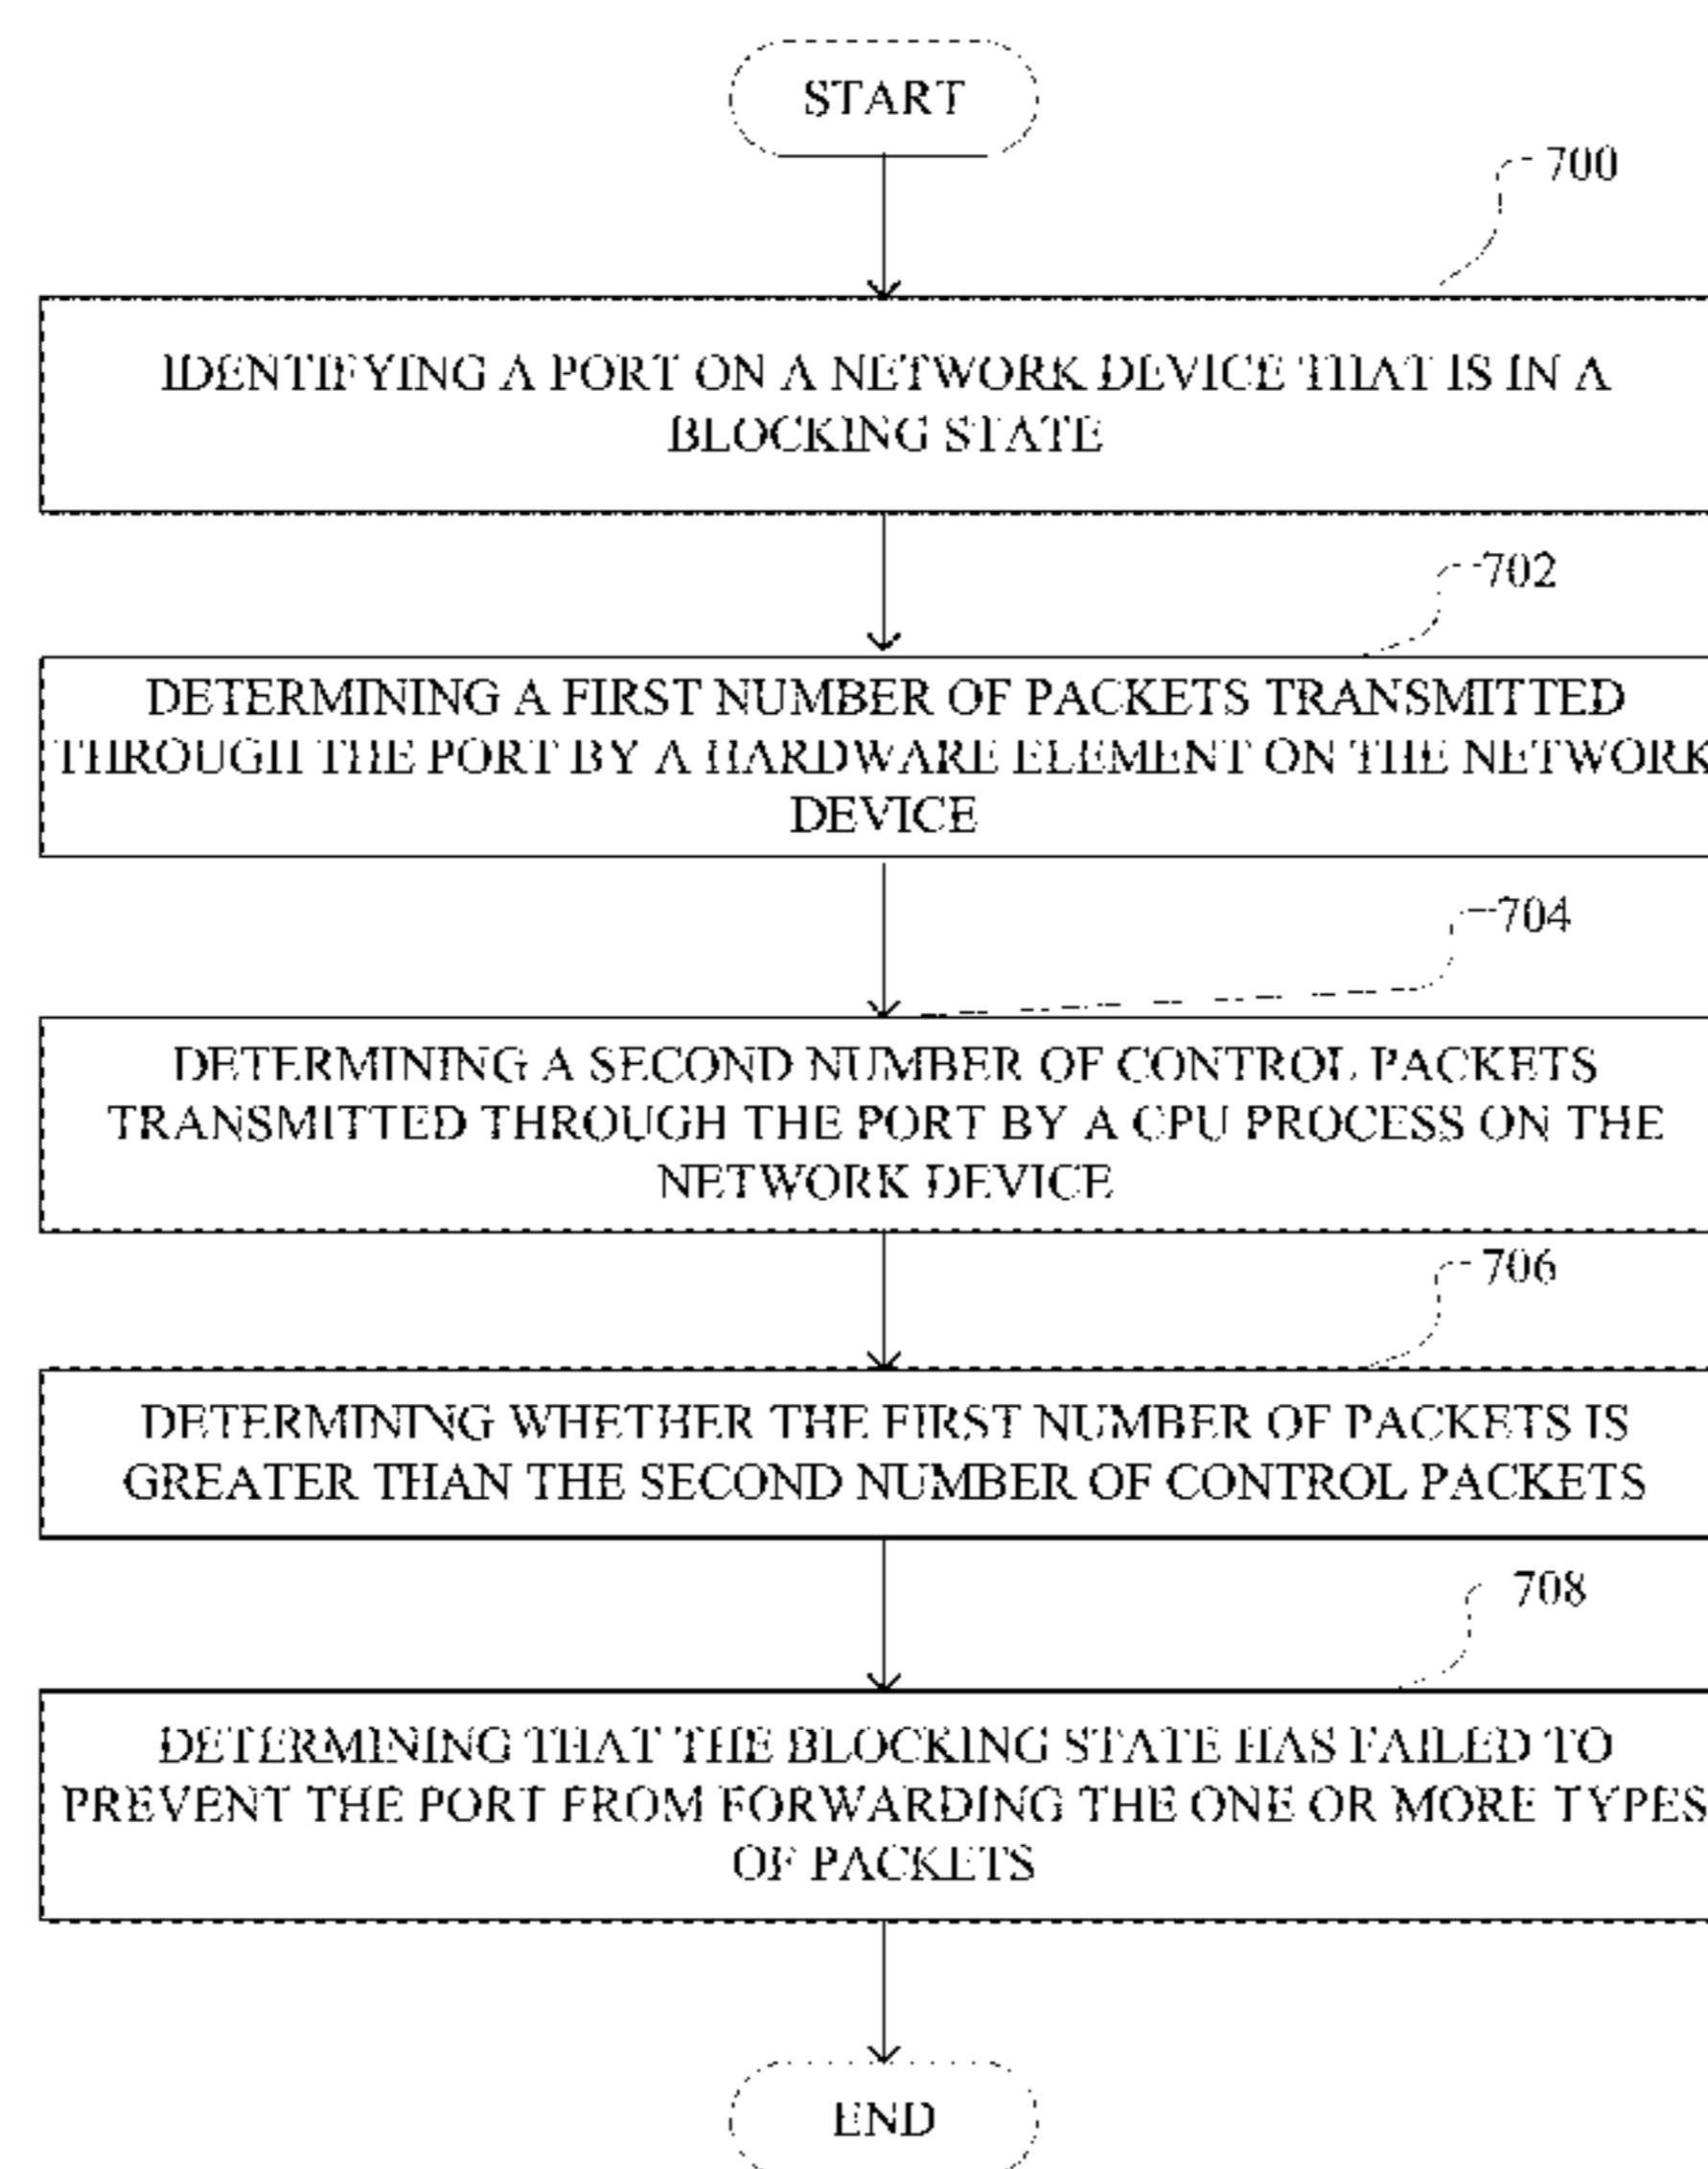 START
700
IDENTIFYING A PORT ON A NETWORK DEVICE THAT IS IN A
BLOCKING STATE
702
DETERMINING A FIRST NUMBER OF PACKETS TRANSMITTED
THROUGH THE PORT BY A HARDWARE ELEMENT ON THE NETWORK
DEVICE
704
DETERMINING A SECOND NUMBER OF CONTROL PACKETS
TRANSMITTED THROUGH THE PORT BY A CPU PROCESS ON THE
NETWORK DEVICE
706
DETERMINING WHETHER THE FIRST NUMBER OF PACKETS IS
GREATER THAN THE SECOND NUMBER OF CONTROL PACKETS
708
DETERMINING THAT THE BLOCKING STATE HAS FAILED TO
PREVENT THE PORT FROM FORWARDING THE ONE OR MORE TYPES
OF PACKETS
END